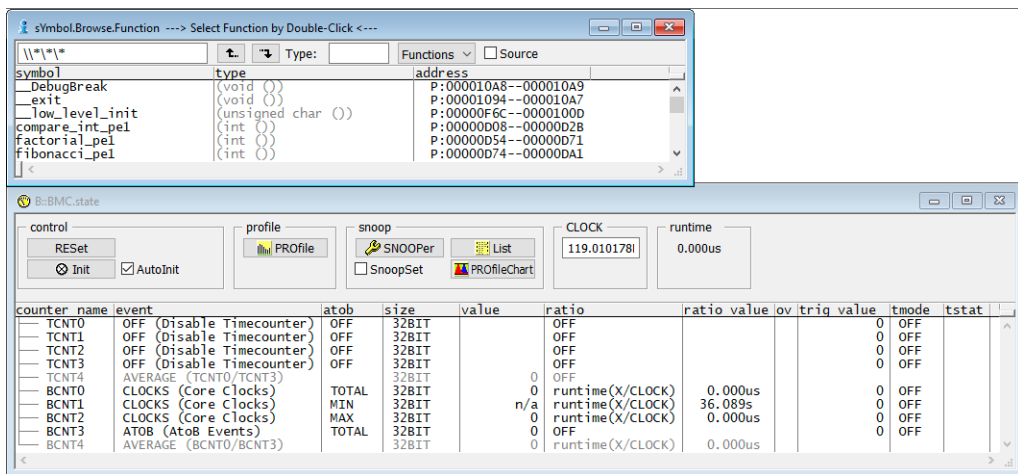 sYmbol.Browse.Function ---> Select Function by Double-Click <---
\\*\*\* Type: Functions Source
symbol type address
__DebugBreak (void ()) P:000010A8--000010A9
__exit (void ()) P:00001094--000010A7
__low_level_init (unsigned char ()) P:00000F6C--0000100D
compare_int_pe1 (int ()) P:00000D08--00000D2B
factorial_pe1 (int ()) P:00000D54--00000D71
fibonacci_pe1 (int ()) P:00000D74--00000DA1
B::BMC.state
control profile snoop CLOCK runtime
RESet PROfile SNOOPer List 119.010178 0.000us
Init AutoInit SnoopSet PROfileChart
counter name event atob size value ratio ratio value ov trig value tmode tstat
TCNT0 OFF (Disable Timecounter) OFF 32BIT OFF 0 OFF
TCNT1 OFF (Disable Timecounter) OFF 32BIT OFF 0 OFF
TCNT2 OFF (Disable Timecounter) OFF 32BIT OFF 0 OFF
TCNT3 OFF (Disable Timecounter) OFF 32BIT OFF 0 OFF
TCNT4 AVERAGE (TCNT0/TCNT3) 32BIT 0 OFF
BCNT0 CLOCKS (Core Clocks) TOTAL 32BIT 0 runtime(X/CLOCK) 0.000us 0 OFF
BCNT1 CLOCKS (Core Clocks) MIN 32BIT n/a runtime(X/CLOCK) 36.089s 0 OFF
BCNT2 CLOCKS (Core Clocks) MAX 32BIT 0 runtime(X/CLOCK) 0.000us 0 OFF
BCNT3 ATOB (AtoB Events) TOTAL 32BIT 0 OFF 0 OFF
BCNT4 AVERAGE (BCNT0/BCNT3) 32BIT 0 runtime(X/CLOCK) 0.000us